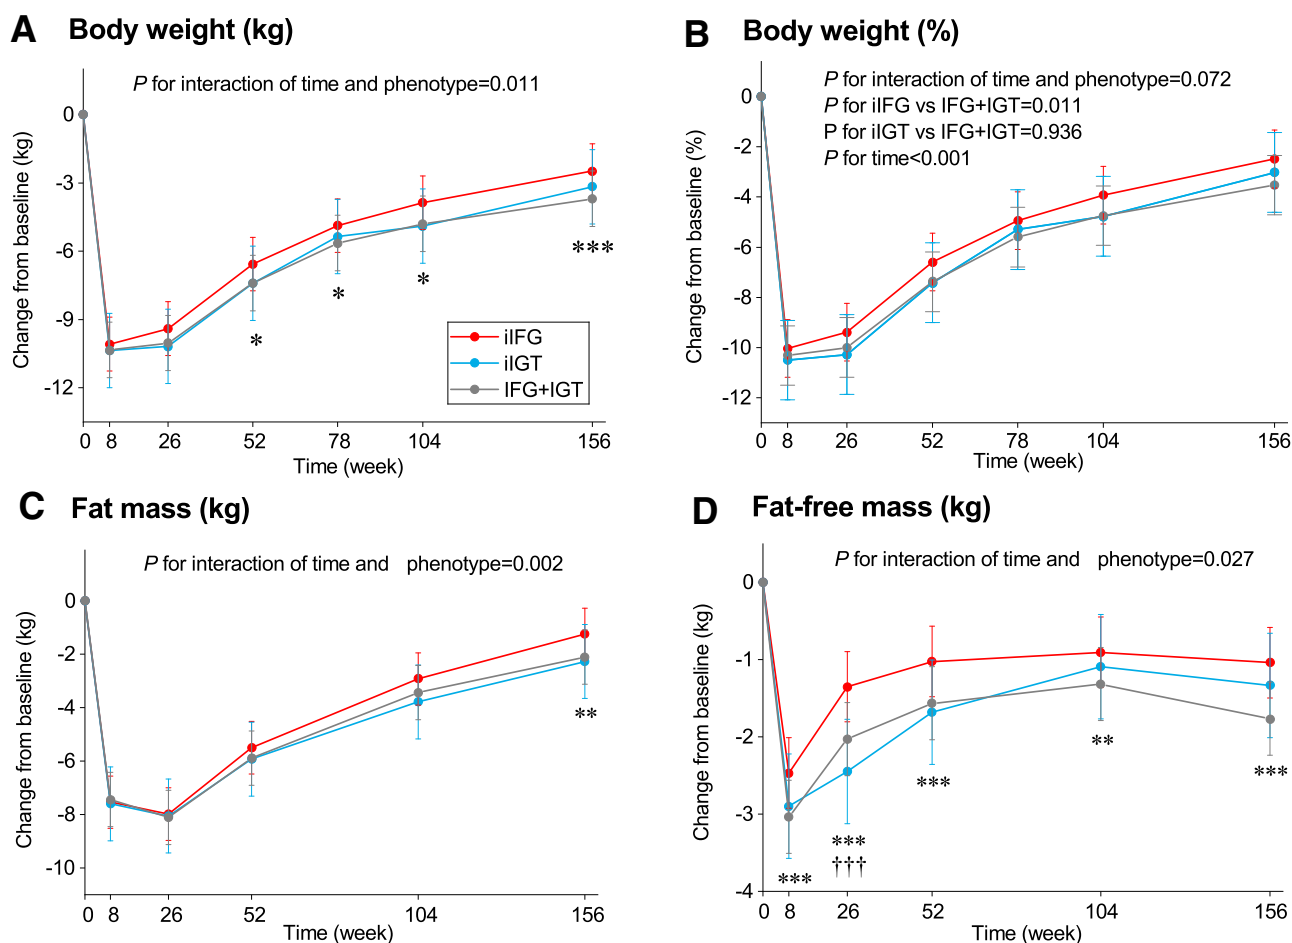 A Body weight (kg)
P for interaction of time and phenotype=0.011
Change from baseline (kg)
0
-3
-6
-9
-12
*
*
*
***
iIFG
iIGT
IFG+IGT
0 8 26 52 78 104 156
Time (week)
B Body weight (%)
P for interaction of time and phenotype=0.072
P for iIFG vs IFG+IGT=0.011
P for iIGT vs IFG+IGT=0.936
P for time<0.001
Change from baseline (%)
0
-2
-4
-6
-8
-10
-12
0 8 26 52 78 104 156
Time (week)
C Fat mass (kg)
P for interaction of time and phenotype=0.002
Change from baseline (kg)
0
-2
-4
-6
-8
-10
**
0 8 26 52 104 156
Time (week)
D Fat-free mass (kg)
P for interaction of time and phenotype=0.027
Change from baseline (kg)
0
-1
-2
-3
-4
***
***
†††
***
**
***
0 8 26 52 104 156
Time (week)